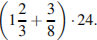 (1 2/3 + 3/8) · 24.